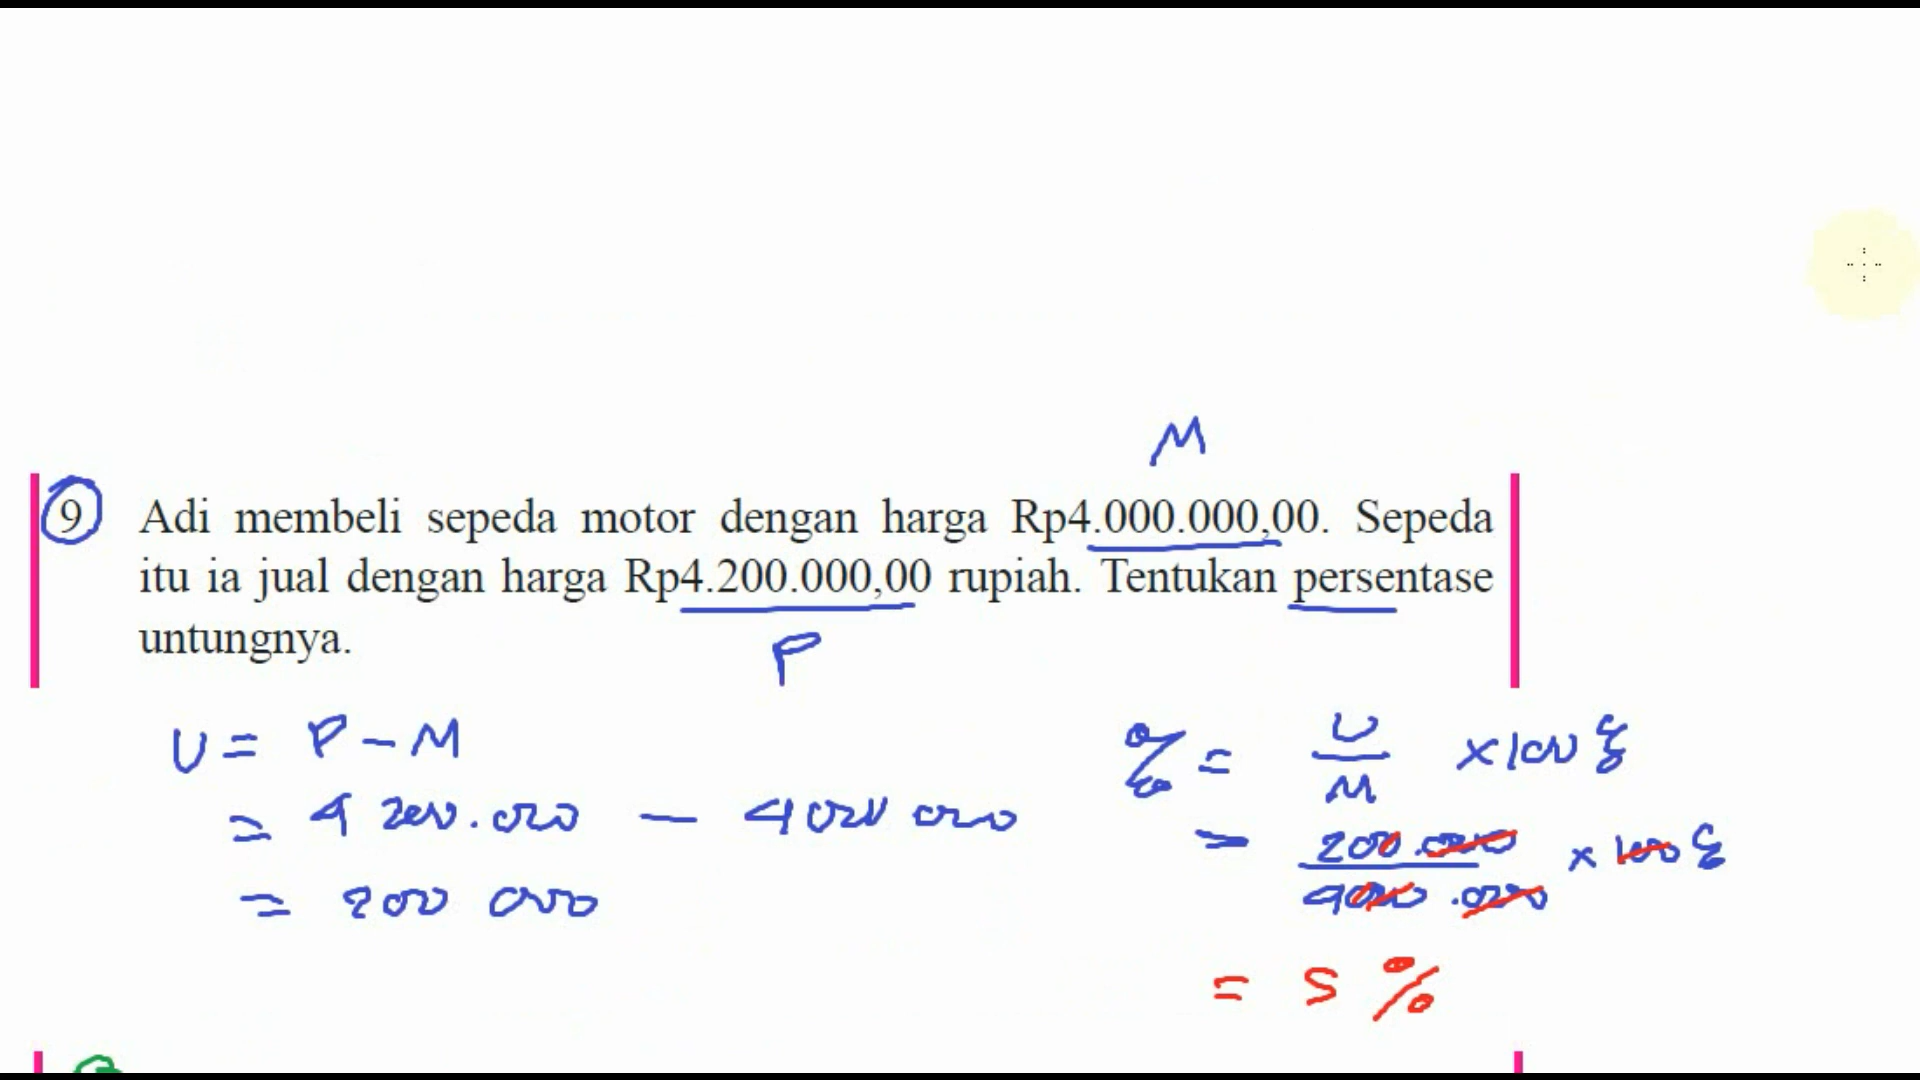 M
9 Adi membeli sepeda motor dengan harga Rp4.000.000,00. Sepeda
itu ia jual dengan harga Rp4.200.000,00 rupiah. Tentukan persentase
untungnya.
P
U = P - M
= 4 200.000 - 4000 000
= 200 000
% = U/M ×100 %
= 200.000/4000.000 ×100 %
= 5 %